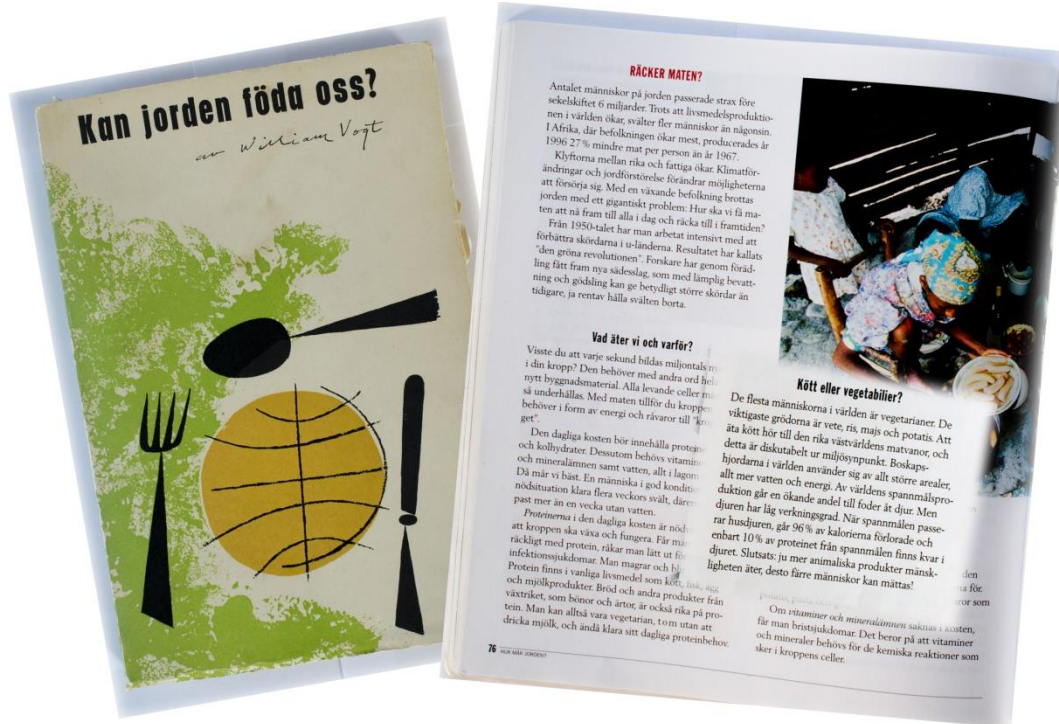 Kan jorden föda oss?
av William Vogt
RÄCKER MATEN?
Antalet människor på jorden passerade strax före
sekelskiftet 6 miljarder. Trots att livsmedelsproduktio-
nen i världen ökar, svälter fler människor än någonsin.
I Afrika, där befolkningen ökar mest, producerades år
1996 27 % mindre mat per person än år 1967.
Klyftorna mellan rika och fattiga ökar. Klimatför-
ändringar och jordförstörelse förändrar möjligheterna
att försörja sig. Med en växande befolkning brottas
jorden med ett gigantiskt problem: Hur ska vi få ma-
ten att nå fram till alla i dag och räcka till i framtiden?
Från 1950-talet har man arbetat intensivt med att
förbättra skördarna i u-länderna. Resultatet har kallats
"den gröna revolutionen". Forskare har genom föräd-
ling fått fram nya sädesslag, som med lämplig bevatt-
ning och gödsling kan ge betydligt större skördar än
tidigare, ja rentav hålla svälten borta.
Vad äter vi och varför?
Visste du att varje sekund bildas miljontals
i din kropp? Den behöver med andra ord
nytt byggnadsmaterial. Alla levande celler
så underhållas. Med maten tillför du kroppen
behöver i form av energi och råvaror till
get".
Den dagliga kosten bör innehålla
och kolhydrater. Dessutom behövs
och mineralämnen samt vatten, allt i lagom
Då mår vi bäst. En människa i god
nödsituation klara flera veckors svält,
past mer än en vecka utan vatten.
Proteinerna i den dagliga kosten är
att kroppen ska växa och fungera. Får
räckligt med protein, råkar man lätt ut
infektionssjukdomar. Man magrar och
Protein finns i vanliga livsmedel som kött, fisk, ägg
och mjölkprodukter. Bröd och andra produkter från
växtriket, som bönor och ärtor, är också rika på pro-
tein. Man kan alltså vara vegetarian, t o m utan att
dricka mjölk, och ändå klara sitt dagliga proteinbehov.
76 HUR MÅR JORDEN?
Kött eller vegetabilier?
De flesta människorna i världen är vegetarianer. De
viktigaste grödorna är vete, ris, majs och potatis. Att
äta kött hör till den rika västvärldens matvanor, och
detta är diskutabelt ur miljösynpunkt. Boskaps-
hjordarna i världen använder sig av allt större arealer,
allt mer vatten och energi. Av världens spannmålspro-
duktion går en ökande andel till foder åt djur. Men
djuren har låg verkningsgrad. När spannmålen passe-
rar husdjuren, går 96 % av kalorierna förlorade och
enbart 10 % av proteinet från spannmålen finns kvar i
djuret. Slutsats: ju mer animaliska produkter mänsk-
ligheten äter, desto färre människor kan mättas!
den
för.
som
Om vitaminer och mineralämnen saknas i kosten,
får man bristsjukdomar. Det beror på att vitaminer
och mineraler behövs för de kemiska reaktioner som
sker i kroppens celler.